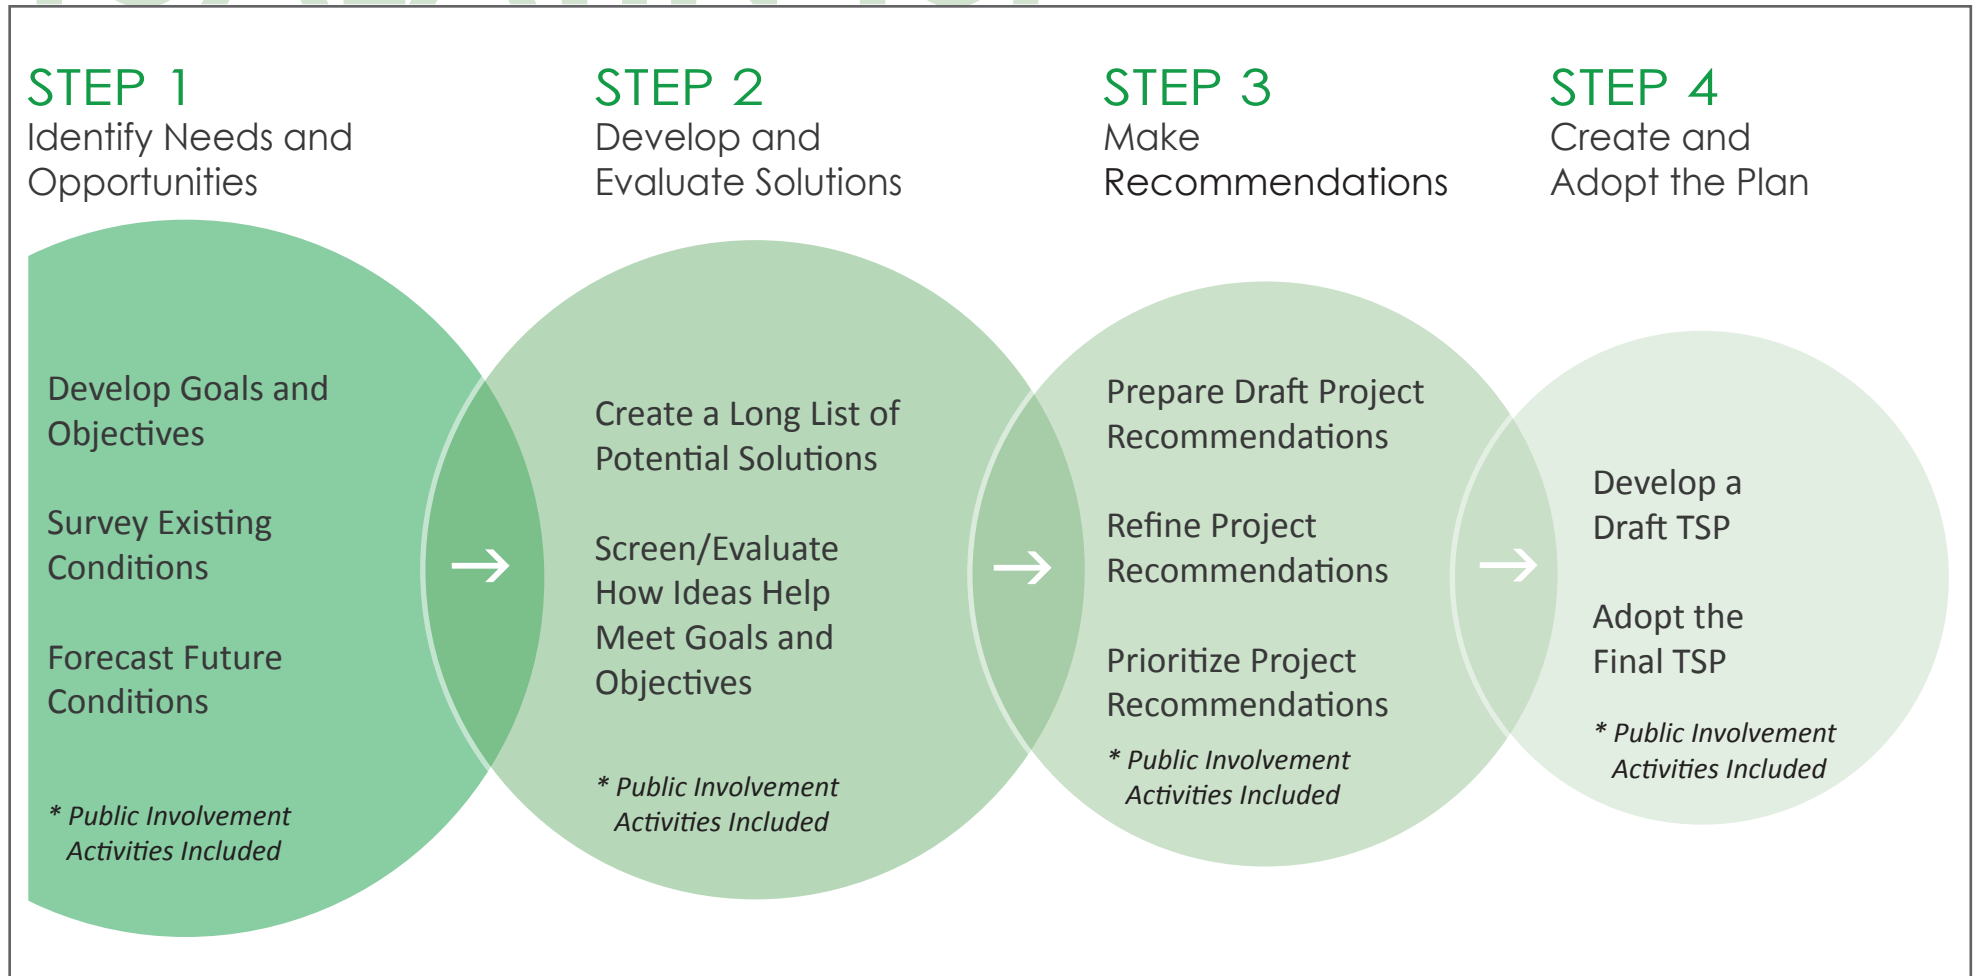 STEP 1
Identify Needs and
Opportunities
Develop Goals and
Objectives
Survey Existing
Conditions
Forecast Future
Conditions
* Public Involvement
Activities Included
STEP 2
Develop and
Evaluate Solutions
Create a Long List of
Potential Solutions
Screen/Evaluate
How Ideas Help
Meet Goals and
Objectives
* Public Involvement
Activities Included
STEP 3
Make
Recommendations
Prepare Draft Project
Recommendations
Refine Project
Recommendations
Prioritize Project
Recommendations
* Public Involvement
Activities Included
STEP 4
Create and
Adopt the Plan
Develop a
Draft TSP
Adopt the
Final TSP
* Public Involvement
Activities Included